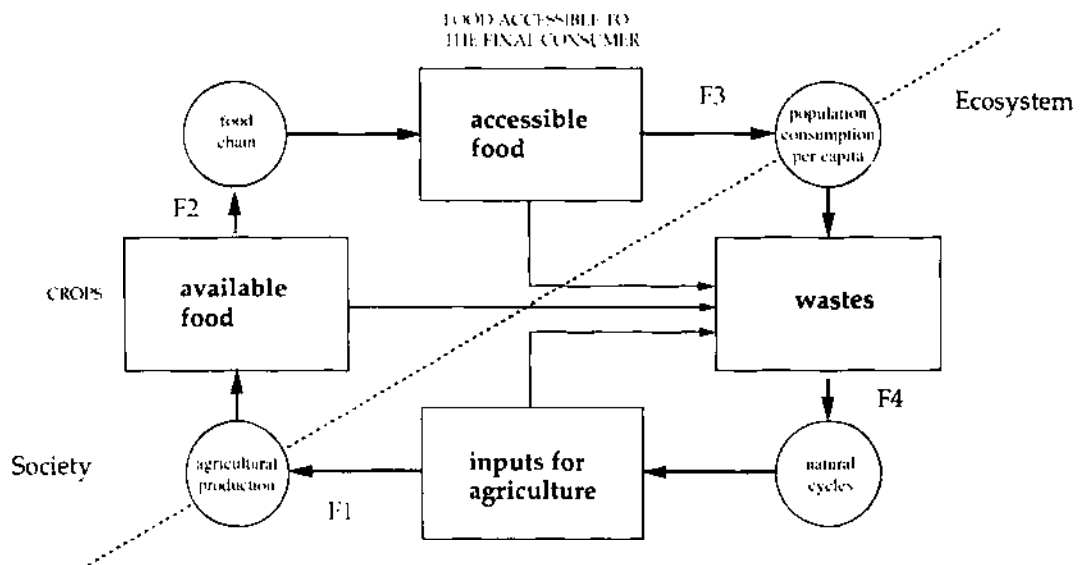 FOOD ACCESSIBLE TO
THE FINAL CONSUMER
F3
Ecosystem
food
chain
accessible
food
population
consumption
per capita
F2
CROPS
available
food
wastes
F4
Society
agricultural
production
inputs for
agriculture
natural
cycles
F1